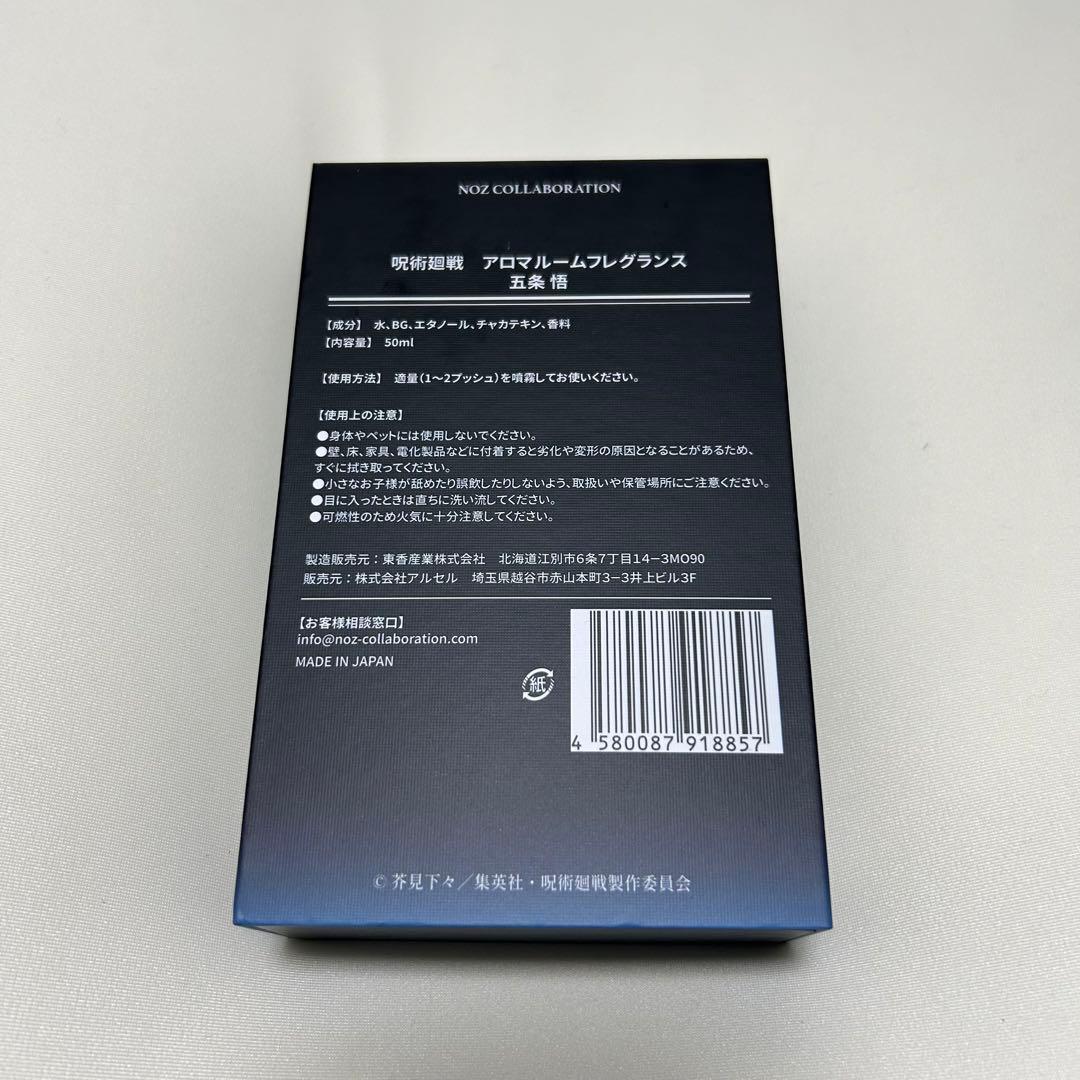 NOZ COLLABORATION
呪術廻戦　アロマルームフレグランス
五条 悟
【成分】 水、BG、エタノール、チャカテキン、香料
【内容量】 50ml
【使用方法】 適量（1〜2プッシュ）を噴霧してお使いください。
【使用上の注意】
●身体やペットには使用しないでください。
●壁、床、家具、電化製品などに付着すると劣化や変形の原因となることがあるため、
すぐに拭き取ってください。
●小さなお子様が舐めたり誤飲したりしないよう、取扱いや保管場所にご注意ください。
●目に入ったときは直ちに洗い流してください。
●可燃性のため火気に十分注意してください。
製造販売元：東香産業株式会社　北海道江別市6条7丁目14−3MO90
販売元：株式会社アルセル　埼玉県越谷市赤山本町3−3井上ビル3F
【お客様相談窓口】
info@noz-collaboration.com
MADE IN JAPAN
紙
4 580087 918857
© 芥見下々／集英社・呪術廻戦製作委員会